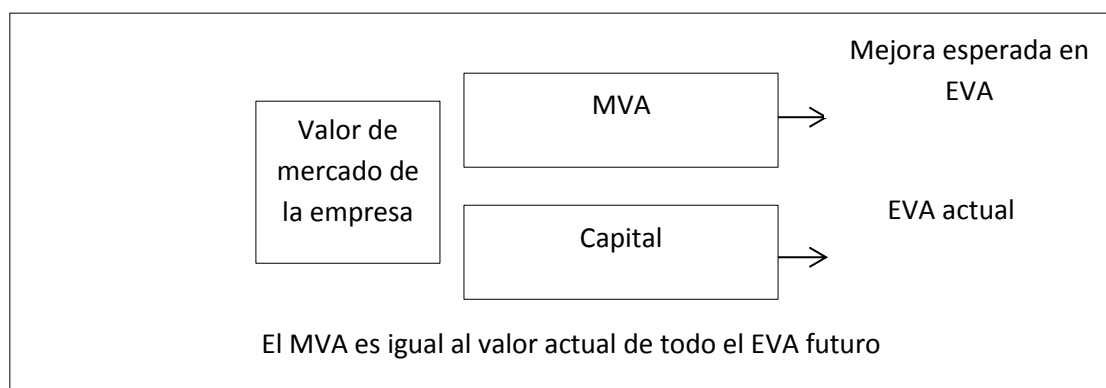 Valor de
mercado de
la empresa
MVA
Mejora esperada en
EVA
Capital
EVA actual
El MVA es igual al valor actual de todo el EVA futuro